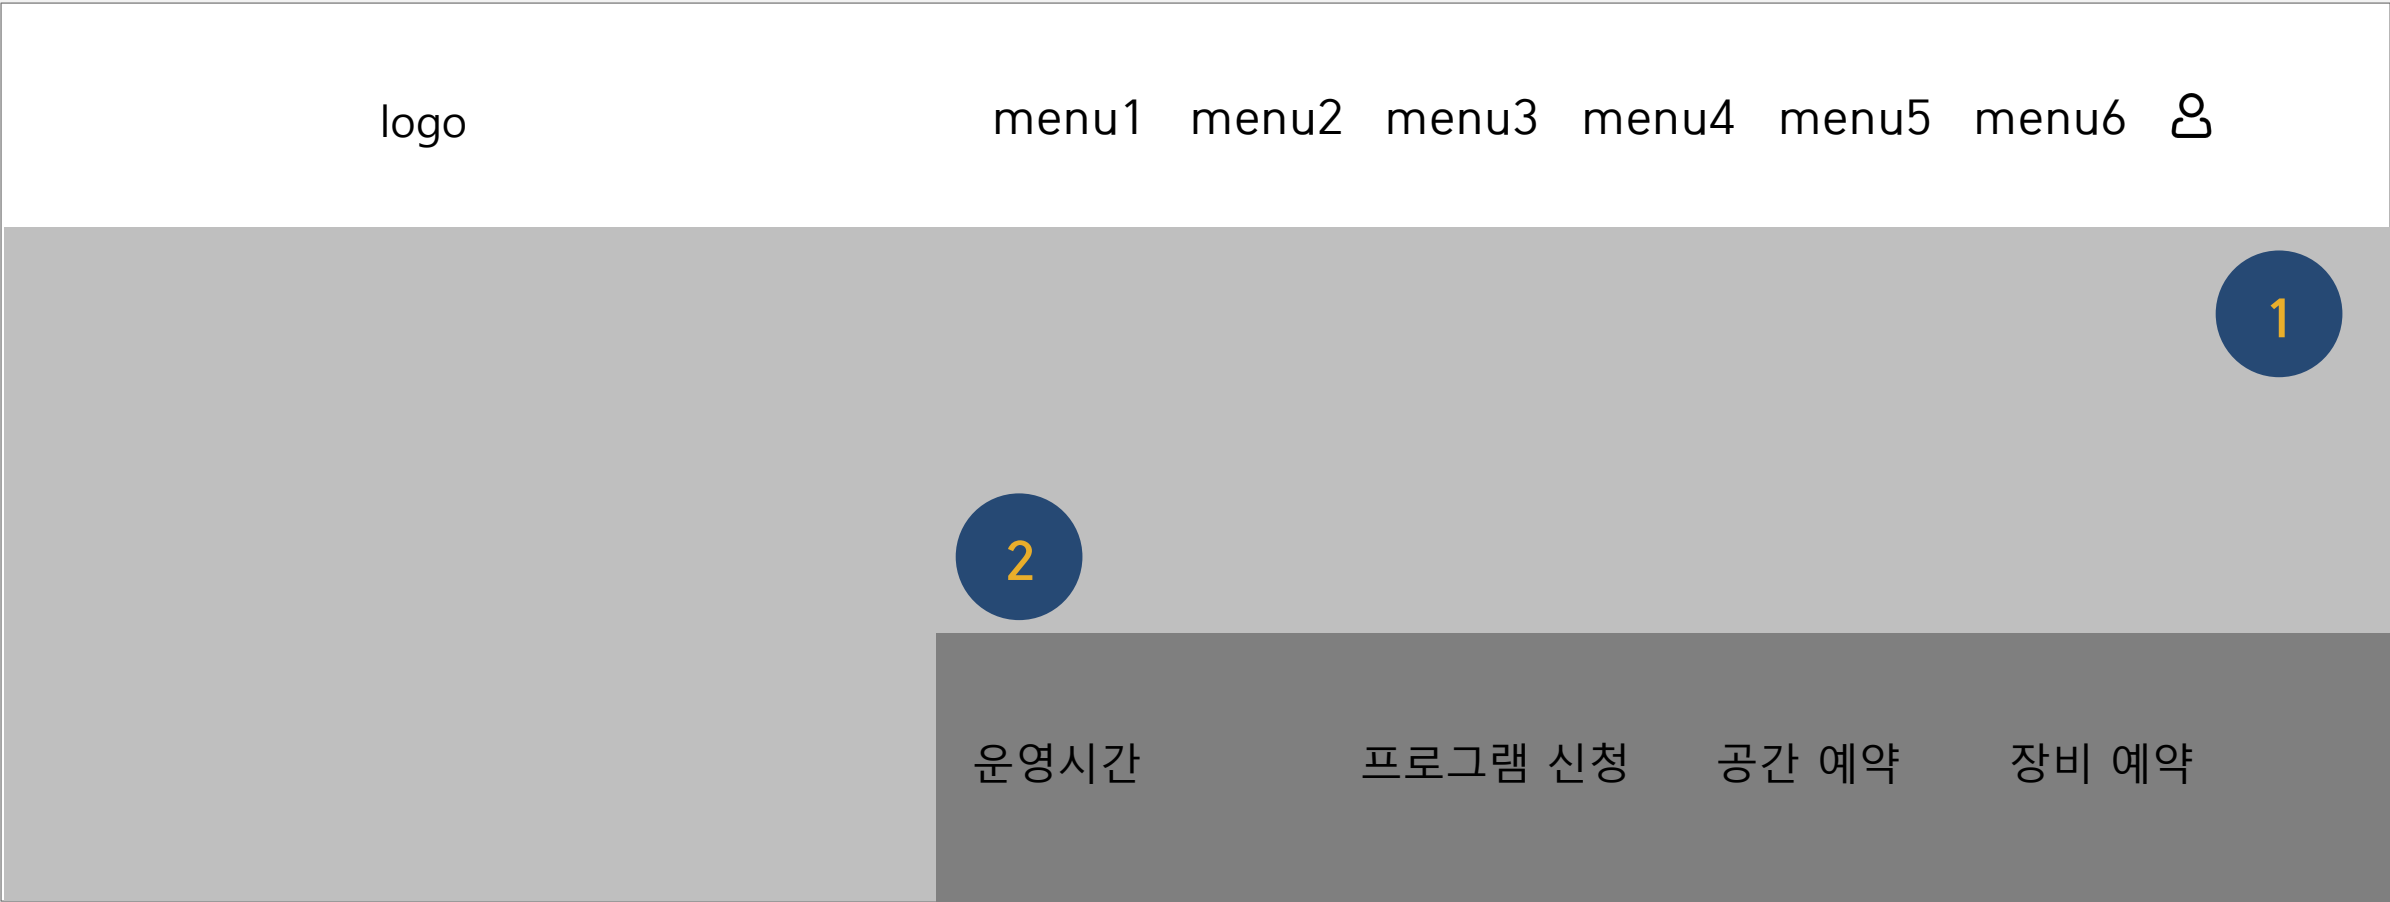 logo
menu1 menu2 menu3 menu4 menu5 menu6
1
2
운영시간 프로그램 신청 공간 예약 장비 예약